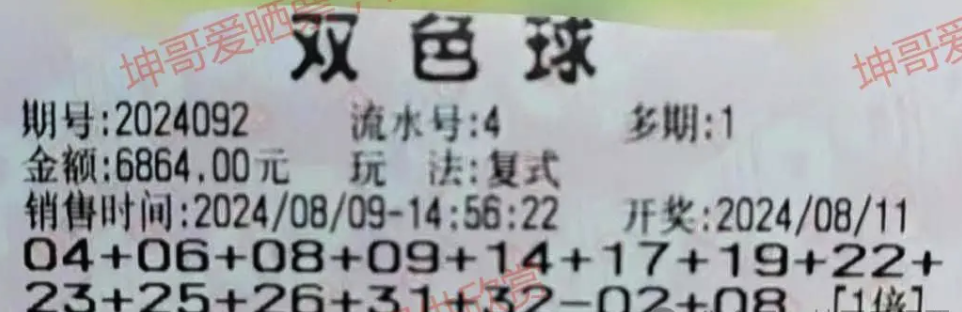 双色球
坤哥爱晒票
坤哥爱
期号:2024092 流水号:4 多期:1
金额:6864.00元 玩 法:复式
销售时间:2024/08/09-14:56:22 开奖:2024/08/11
04+06+08+09+14+17+19+22+
23+25+26+31+32-02+08 [1倍]
欣赏